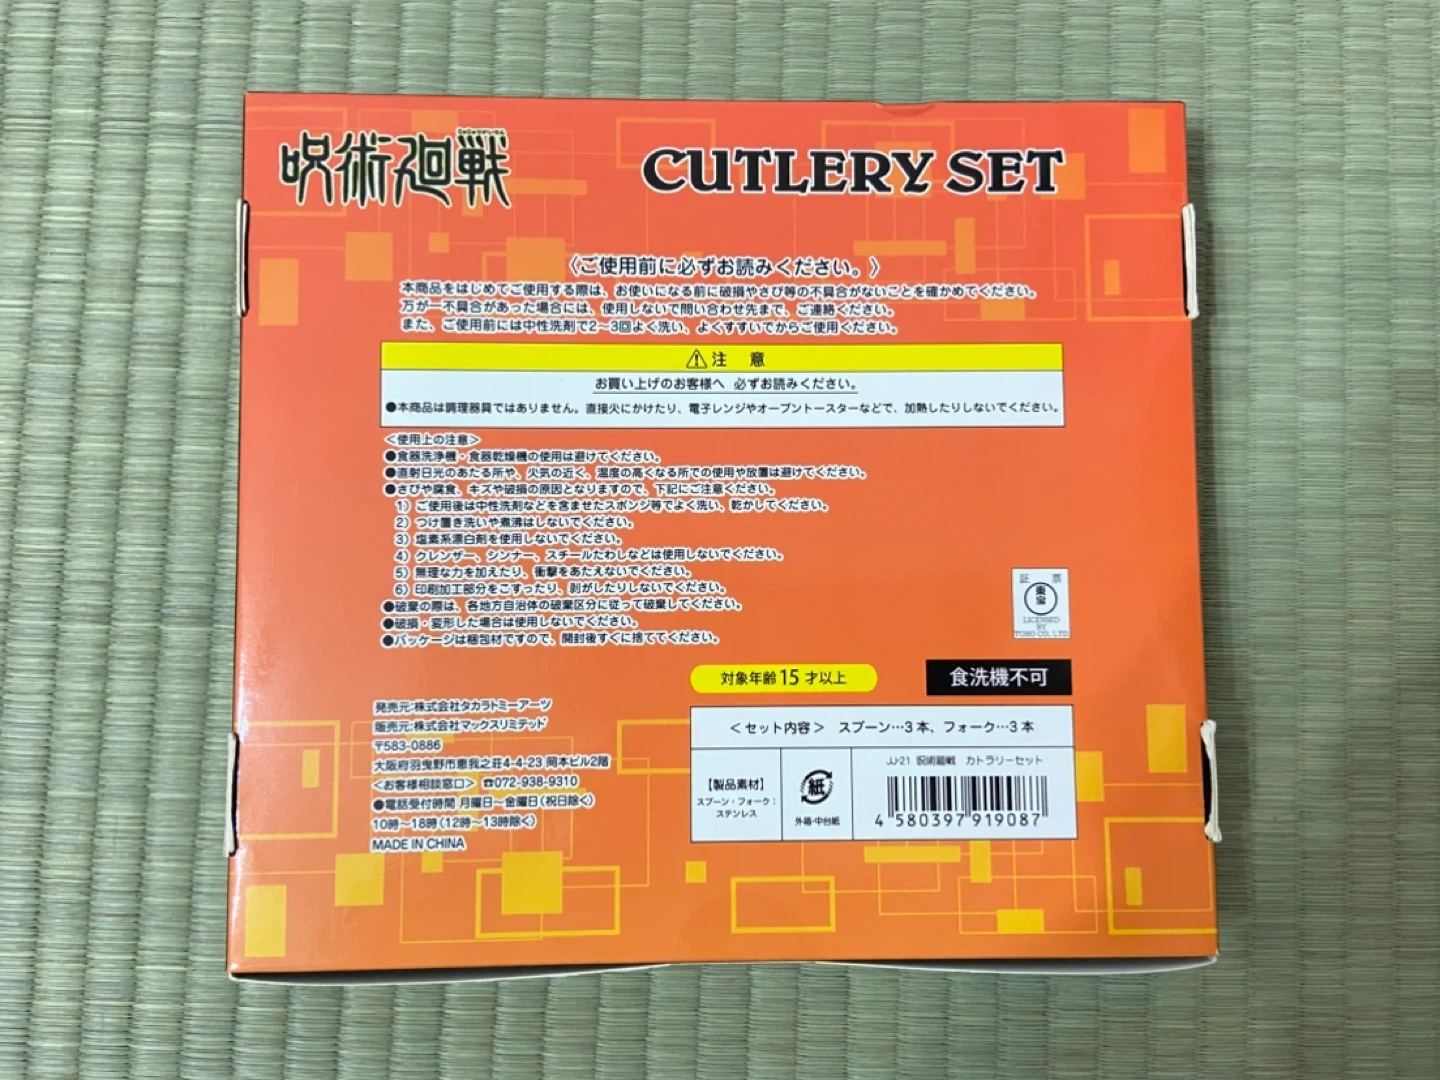 じゅじゅつかいせん
呪術廻戦
CUTLERY SET
〈ご使用前に必ずお読みください。〉
本商品をはじめてご使用する際は、お使いになる前に破損やさび等の不具合がないことを確かめてください。
万が一不具合があった場合には、使用しないで問い合わせ先まで、ご連絡ください。
また、ご使用前には中性洗剤で2～3回よく洗い、よくすすいでからご使用ください。
⚠注 意
お買い上げのお客様へ 必ずお読みください。
●本商品は調理器具ではありません。直接火にかけたり、電子レンジやオーブントースターなどで、加熱したりしないでください。
＜使用上の注意＞
●食器洗浄機・食器乾燥機の使用は避けてください。
●直射日光のあたる所や、火気の近く、温度の高くなる所での使用や放置は避けてください。
●さびや腐食、キズや破損の原因となりますので、下記にご注意ください。
1）ご使用後は中性洗剤などを含ませたスポンジ等でよく洗い、乾かしてください。
2）つけ置き洗いや煮沸はしないでください。
3）塩素系漂白剤を使用しないでください。
4）クレンザー、シンナー、スチールたわしなどは使用しないでください。
5）無理な力を加えたり、衝撃をあたえないでください。
6）印刷加工部分をこすったり、剥がしたりしないでください。
●破棄の際は、各地方自治体の破棄区分に従って破棄してください。
●破損・変形した場合は使用しないでください。
●パッケージは梱包材ですので、開封後すぐに捨ててください。
証 票
東宝
LICENSED
BY
TOHO CO., LTD.
対象年齢15才以上
食洗機不可
発売元:株式会社タカラトミーアーツ
販売元:株式会社マックスリミテッド
〒583-0886
大阪府羽曳野市恵我之荘4-4-23 岡本ビル2階
＜お客様相談窓口＞ ☎072-938-9310
●電話受付時間 月曜日～金曜日（祝日除く）
10時～18時（12時～13時除く）
MADE IN CHINA
＜セット内容＞ スプーン…3本、フォーク…3本
【製品素材】
スプーン・フォーク：
ステンレス
紙
外箱・中台紙
JJ-21 呪術廻戦 カトラリーセット
4 580397 919087